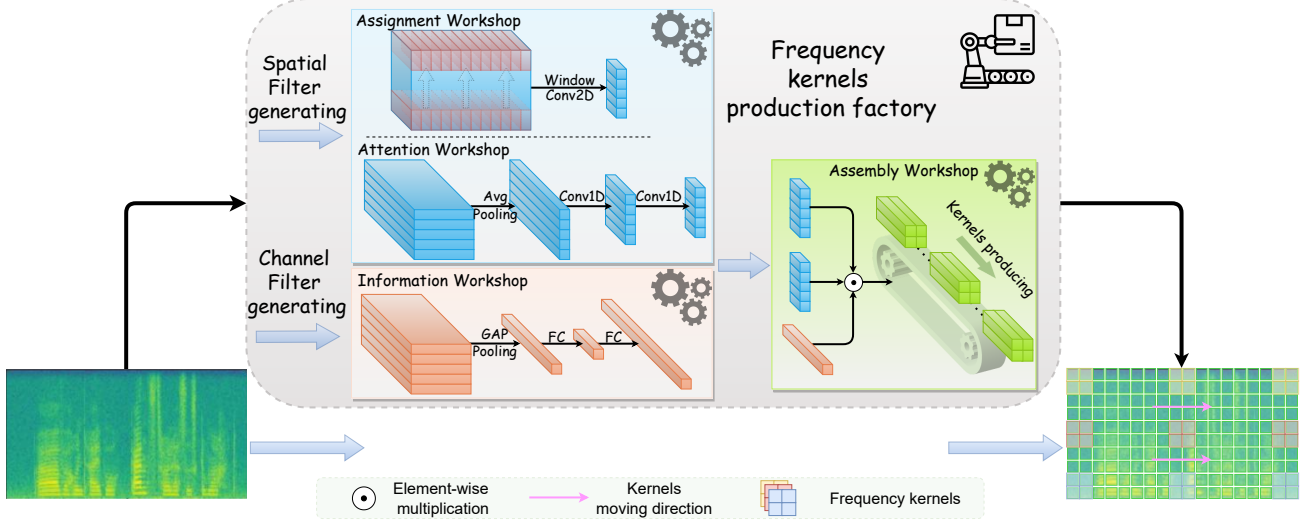 Assignment Workshop
Spatial
Filter
generating
Window
Conv2D
Frequency
kernels
production factory
Attention Workshop
Avg
Pooling
Conv1D
Conv1D
Channel
Filter
generating
Information Workshop
GAP
Pooling
FC
FC
Assembly Workshop
Kernels producing
Element-wise
multiplication
Kernels
moving direction
Frequency kernels